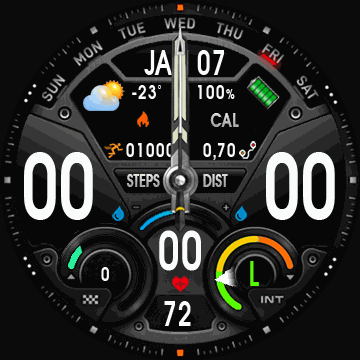 SUN MON TUE WED THU FRI SAT
JA 07
-23° 100%
CAL
01000 0,70
STEPS DIST
00 00
- +
00
0 L
INT
72